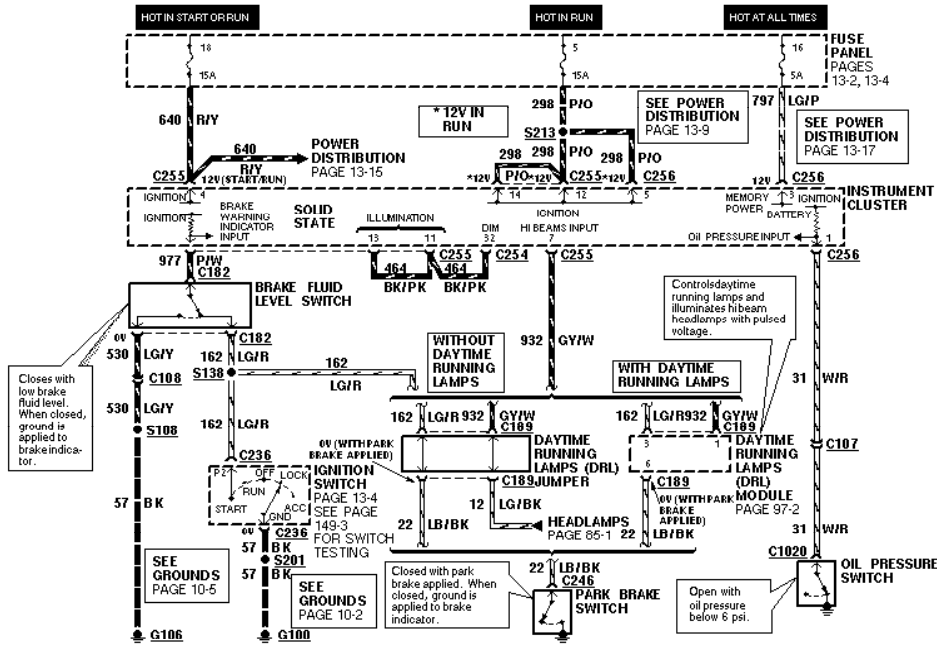 HOT IN START OR RUN
HOT IN RUN
HOT AT ALL TIMES
18
15A
5
15A
16
5A
FUSE
PANEL
PAGES
13-2, 13-4
640 R/Y
640
R/Y
12V (START/RUN)
POWER
DISTRIBUTION
PAGE 13-15
* 12V IN
RUN
298 P/O
S213
298
298
P/O
298 P/O
SEE POWER
DISTRIBUTION
PAGE 13-9
797 LG/P
SEE POWER
DISTRIBUTION
PAGE 13-17
C255
*12V
P/O
*12V
C255
*12V
C256
12V
C256
INSTRUMENT
CLUSTER
IGNITION 4
14
12
5
IGNITION
MEMORY
POWER
3
IGNITION
BATTERY
IGNITION
BRAKE
WARNING
INDICATOR
INPUT
SOLID
STATE
ILLUMINATION
13
11
DIM
32
HI BEAMS INPUT
7
Oil PRESSURE INPUT
1
977 P/W
C182
464
BK/PK
C255
464
BK/PK
C254
C255
C256
BRAKE FLUID
LEVEL SWITCH
0V
C182
530 LG/Y
C108
530 LG/Y
S108
57 BK
162 LG/R
S138
162
LG/R
162 LG/R
C236
Closes with
low brake
fluid level.
When closed,
ground is
applied to
brake indica-
tor.
932 GY/W
WITHOUT
DAYTIME
RUNNING
LAMPS
WITH DAYTIME
RUNNING LAMPS
Controls daytime
running lamps and
illuminates hi beam
headlamps with pulsed
voltage.
31 W/R
C107
31 W/R
C1020
162 LG/R 932 GY/W
C189
162 LG/R 932 GY/W
C189
0V (WITH PARK
BRAKE APPLIED)
DAYTIME
RUNNING
LAMPS (DRL)
JUMPER
C189
3
1
6
DAYTIME
RUNNING
LAMPS
(DRL)
MODULE
PAGE 97-2
C189
0V (WITH PARK
BRAKE
APPLIED)
P2
OFF
LOCK
RUN
START
ACC
GND
IGNITION
SWITCH
PAGE 13-4
SEE PAGE
149-3
FOR SWITCH
TESTING
0V
C236
57 BK
S201
57 BK
22 LB/BK
12 LG/BK
HEADLAMPS
PAGE 85-1
22 LB/BK
22 LB/BK
C246
PARK BRAKE
SWITCH
Closed with park
brake applied. When
closed, ground is
applied to brake
indicator.
SEE
GROUNDS
PAGE 10-5
SEE
GROUNDS
PAGE 10-2
G106
G100
OIL PRESSURE
SWITCH
Open with
oil pressure
below 6 psi.